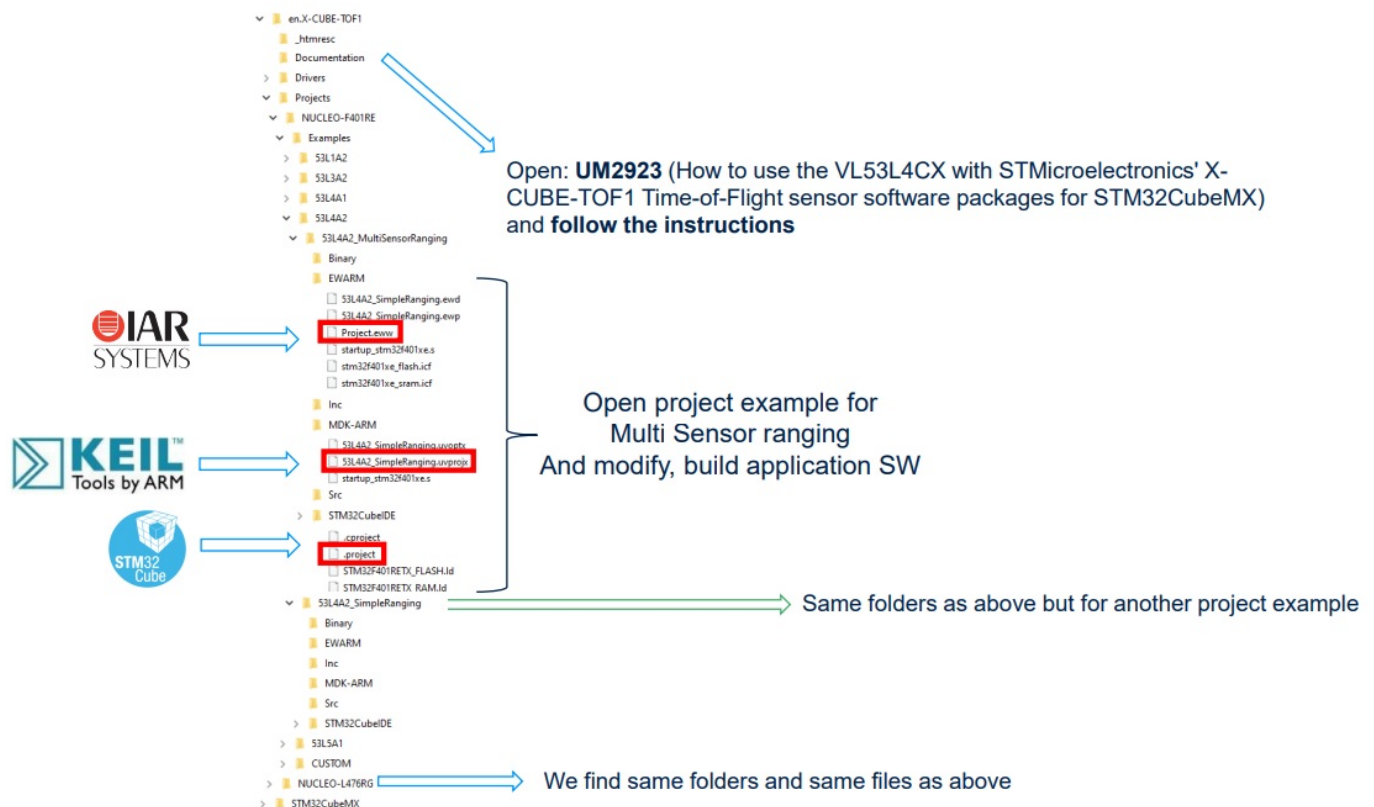 en.X-CUBE-TOF1
_htmresc
Documentation
Drivers
Projects
NUCLEO-F401RE
Examples
53L1A2
53L3A2
53L4A1
53L4A2
53L4A2_MultiSensorRanging
Binary
EWARM
53L4A2_SimpleRanging.ewd
53L4A2_SimpleRanging.ewp
Project.eww
startup_stm32f401xe.s
stm32f401xe_flash.icf
stm32f401xe_sram.icf
Inc
MDK-ARM
53L4A2_SimpleRanging.uvoptx
53L4A2_SimpleRanging.uvprojx
startup_stm32f401xe.s
Src
STM32CubeIDE
.cproject
.project
STM32F401RETX_FLASH.ld
STM32F401RETX_RAM.ld
53L4A2_SimpleRanging
Binary
EWARM
Inc
MDK-ARM
Src
STM32CubeIDE
53L5A1
CUSTOM
NUCLEO-L476RG
STM32CubeMX
Open: UM2923 (How to use the VL53L4CX with STMicroelectronics' X-
CUBE-TOF1 Time-of-Flight sensor software packages for STM32CubeMX)
and follow the instructions
IAR
SYSTEMS
KEIL™
Tools by ARM
STM32
Cube
Open project example for
Multi Sensor ranging
And modify, build application SW
Same folders as above but for another project example
We find same folders and same files as above